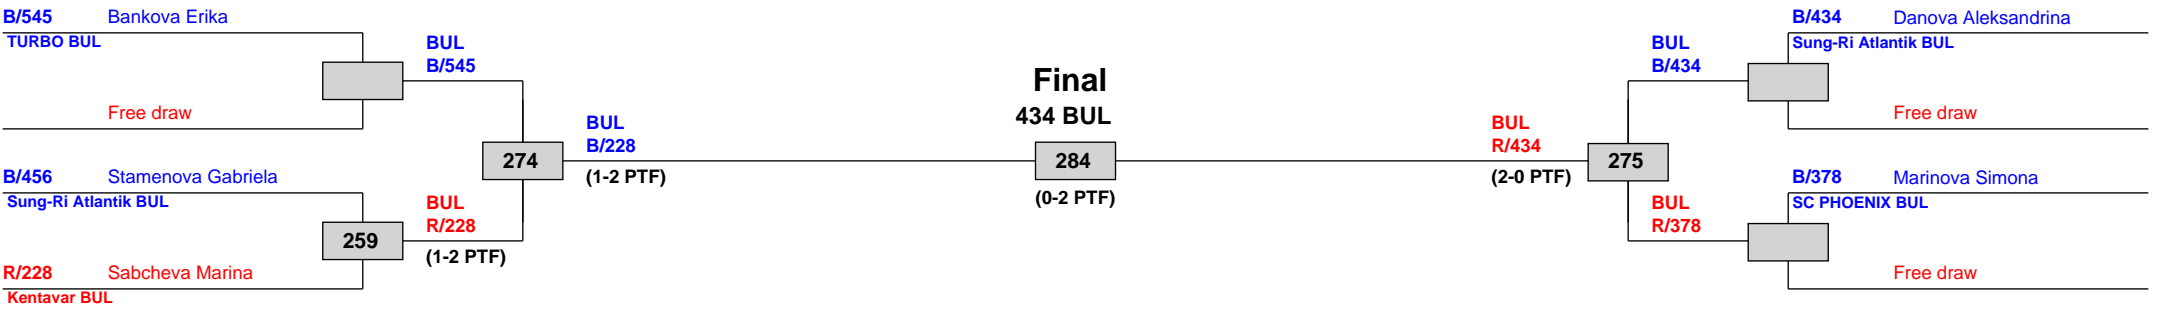 B/545 Bankova Erika
TURBO BUL
Free draw
BUL
B/545
B/456 Stamenova Gabriela
Sung-Ri Atlantik BUL
259
R/228 Sabcheva Marina
Kentavar BUL
BUL
R/228
(1-2 PTF)
274
BUL
B/228
(1-2 PTF)
Final
434 BUL
284
(0-2 PTF)
BUL
R/434
(2-0 PTF)
275
BUL
B/434
BUL
R/378
B/434 Danova Aleksandrina
Sung-Ri Atlantik BUL
Free draw
B/378 Marinova Simona
SC PHOENIX BUL
Free draw